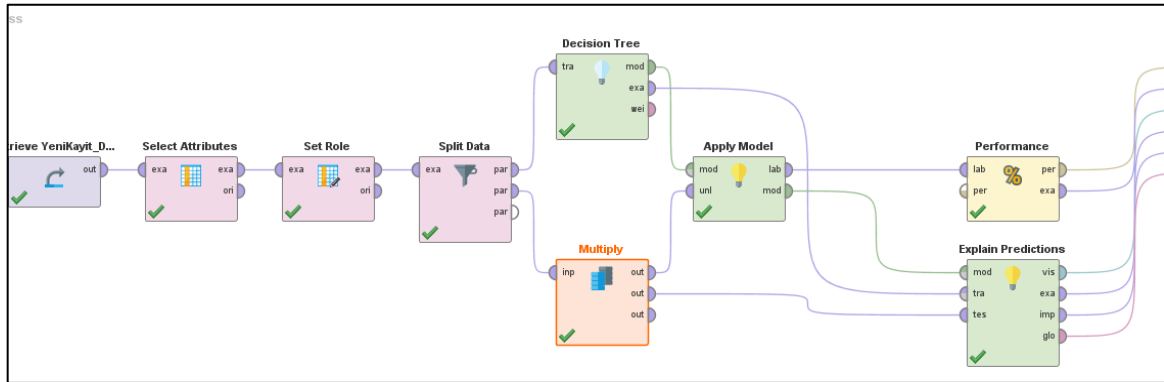 ss
Decision Tree
tra mod
exa
wei
trieve YeniKayit_D...
out
Select Attributes
exa exa
ori
Set Role
exa exa
ori
Split Data
exa par
par
par
Apply Model
mod lab
unl mod
Performance
% 
lab per
per exa
Multiply
inp out
out
out
Explain Predictions
mod vis
tra exa
tes imp
glo